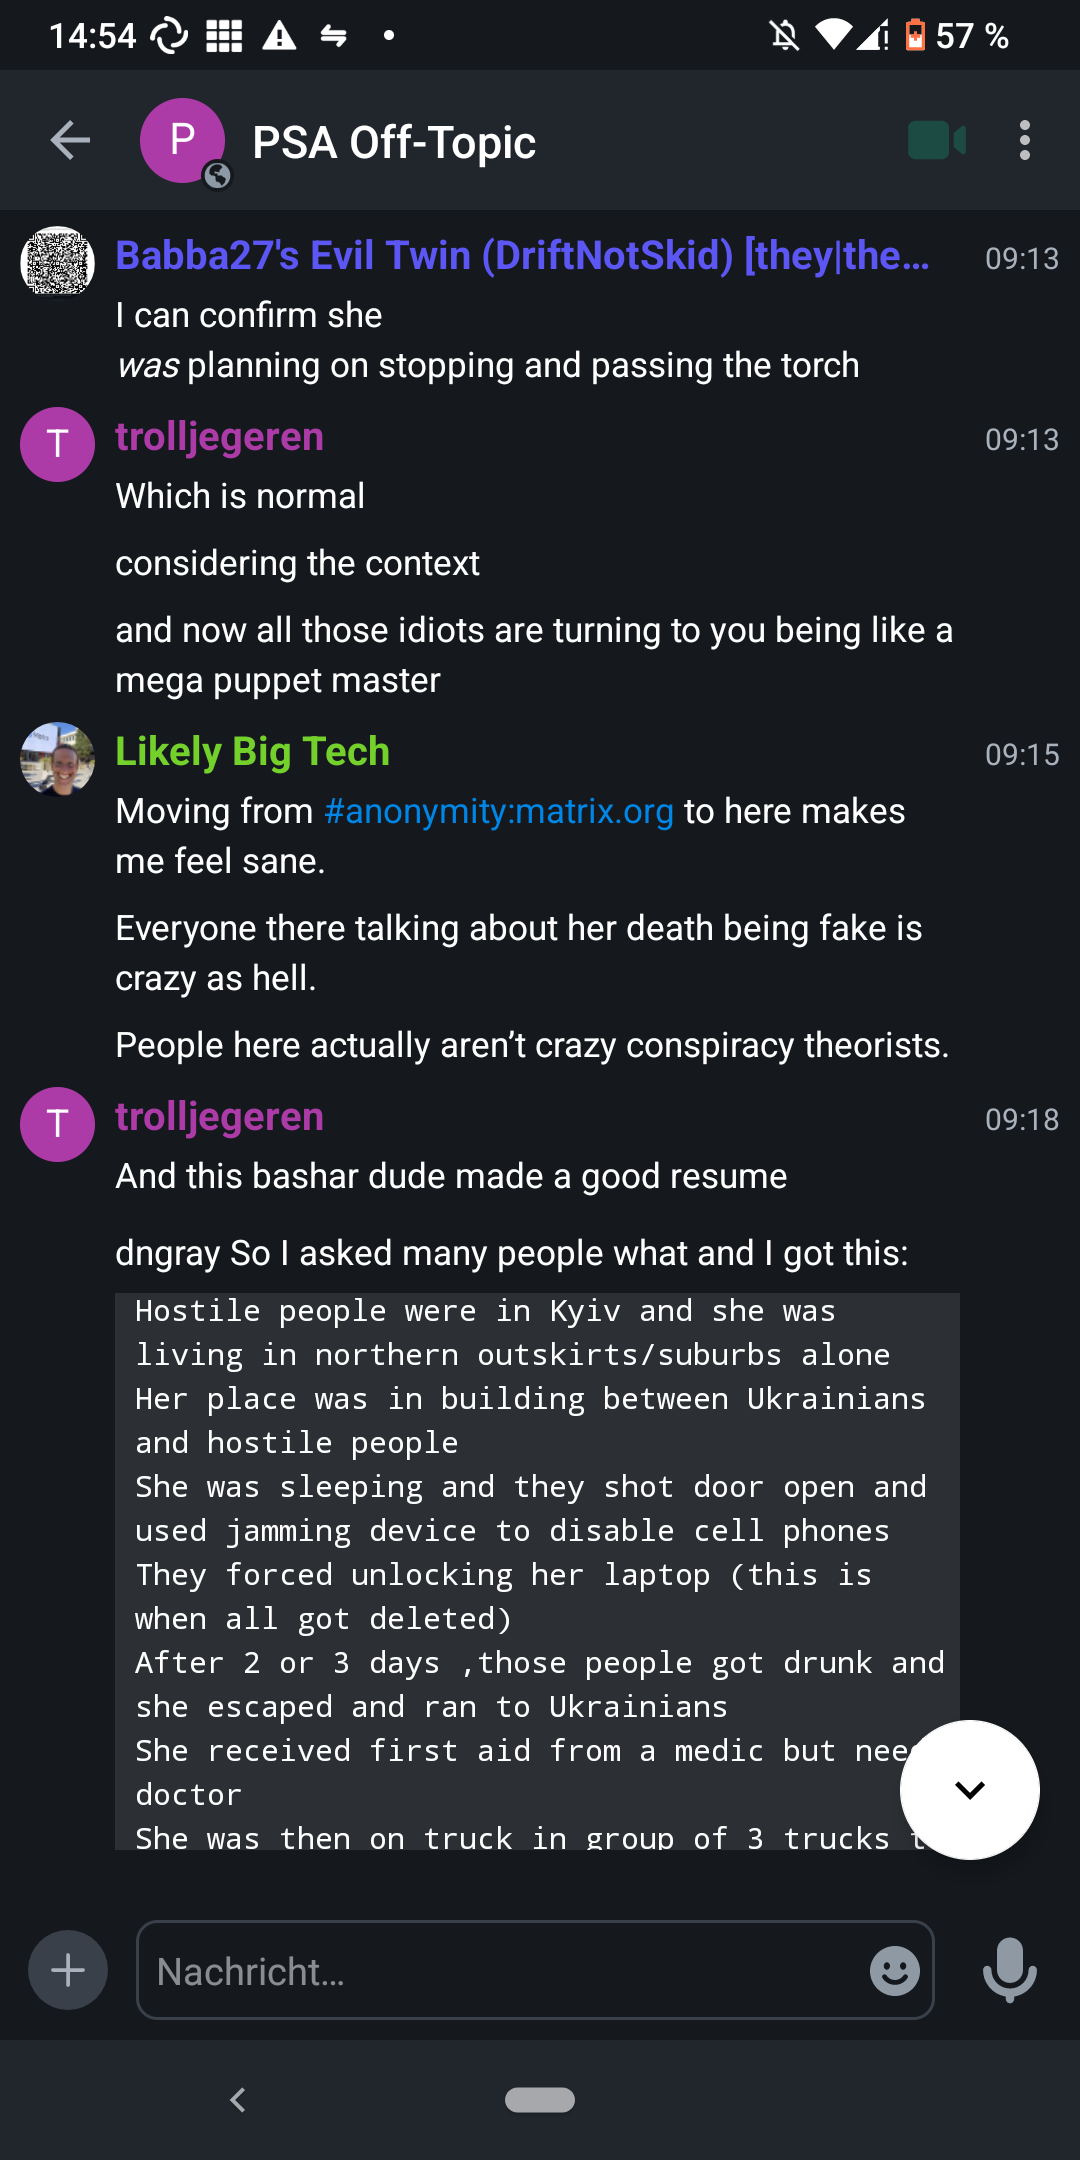 14:54
57 %
P
PSA Off-Topic
Babba27's Evil Twin (DriftNotSkid) [they|the...
09:13
I can confirm she
was planning on stopping and passing the torch
T
trolljegeren
09:13
Which is normal
considering the context
and now all those idiots are turning to you being like a
mega puppet master
Likely Big Tech
09:15
Moving from #anonymity:matrix.org to here makes
me feel sane.
Everyone there talking about her death being fake is
crazy as hell.
People here actually aren't crazy conspiracy theorists.
T
trolljegeren
09:18
And this bashar dude made a good resume
dngray So I asked many people what and I got this:
Hostile people were in Kyiv and she was
living in northern outskirts/suburbs alone
Her place was in building between Ukrainians
and hostile people
She was sleeping and they shot door open and
used jamming device to disable cell phones
They forced unlocking her laptop (this is
when all got deleted)
After 2 or 3 days ,those people got drunk and
she escaped and ran to Ukrainians
She received first aid from a medic but
doctor
She was then on truck in group of 3 trucks
Nachricht...